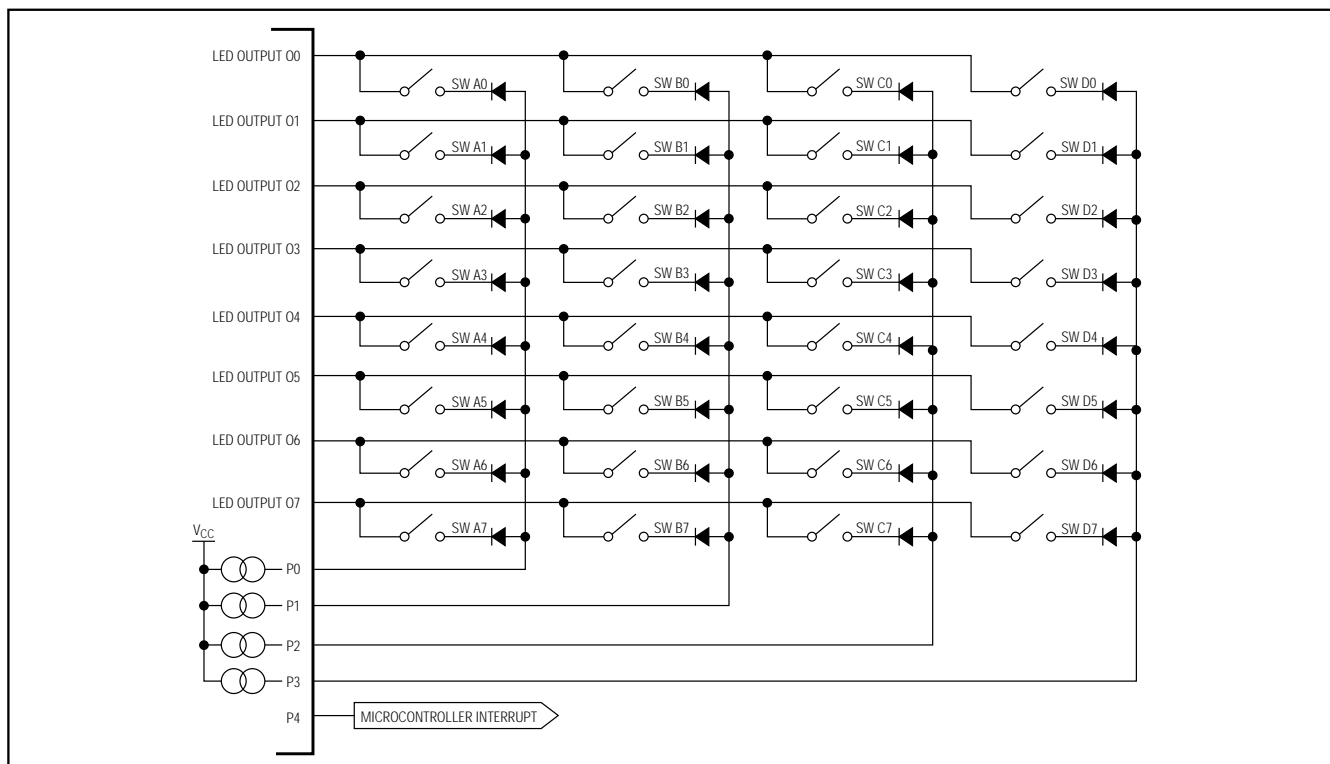 LED OUTPUT O0
SW A0 SW B0 SW C0 SW D0
LED OUTPUT O1
SW A1 SW B1 SW C1 SW D1
LED OUTPUT O2
SW A2 SW B2 SW C2 SW D2
LED OUTPUT O3
SW A3 SW B3 SW C3 SW D3
LED OUTPUT O4
SW A4 SW B4 SW C4 SW D4
LED OUTPUT O5
SW A5 SW B5 SW C5 SW D5
LED OUTPUT O6
SW A6 SW B6 SW C6 SW D6
LED OUTPUT O7
SW A7 SW B7 SW C7 SW D7
VCC
P0
P1
P2
P3
P4 MICROCONTROLLER INTERRUPT